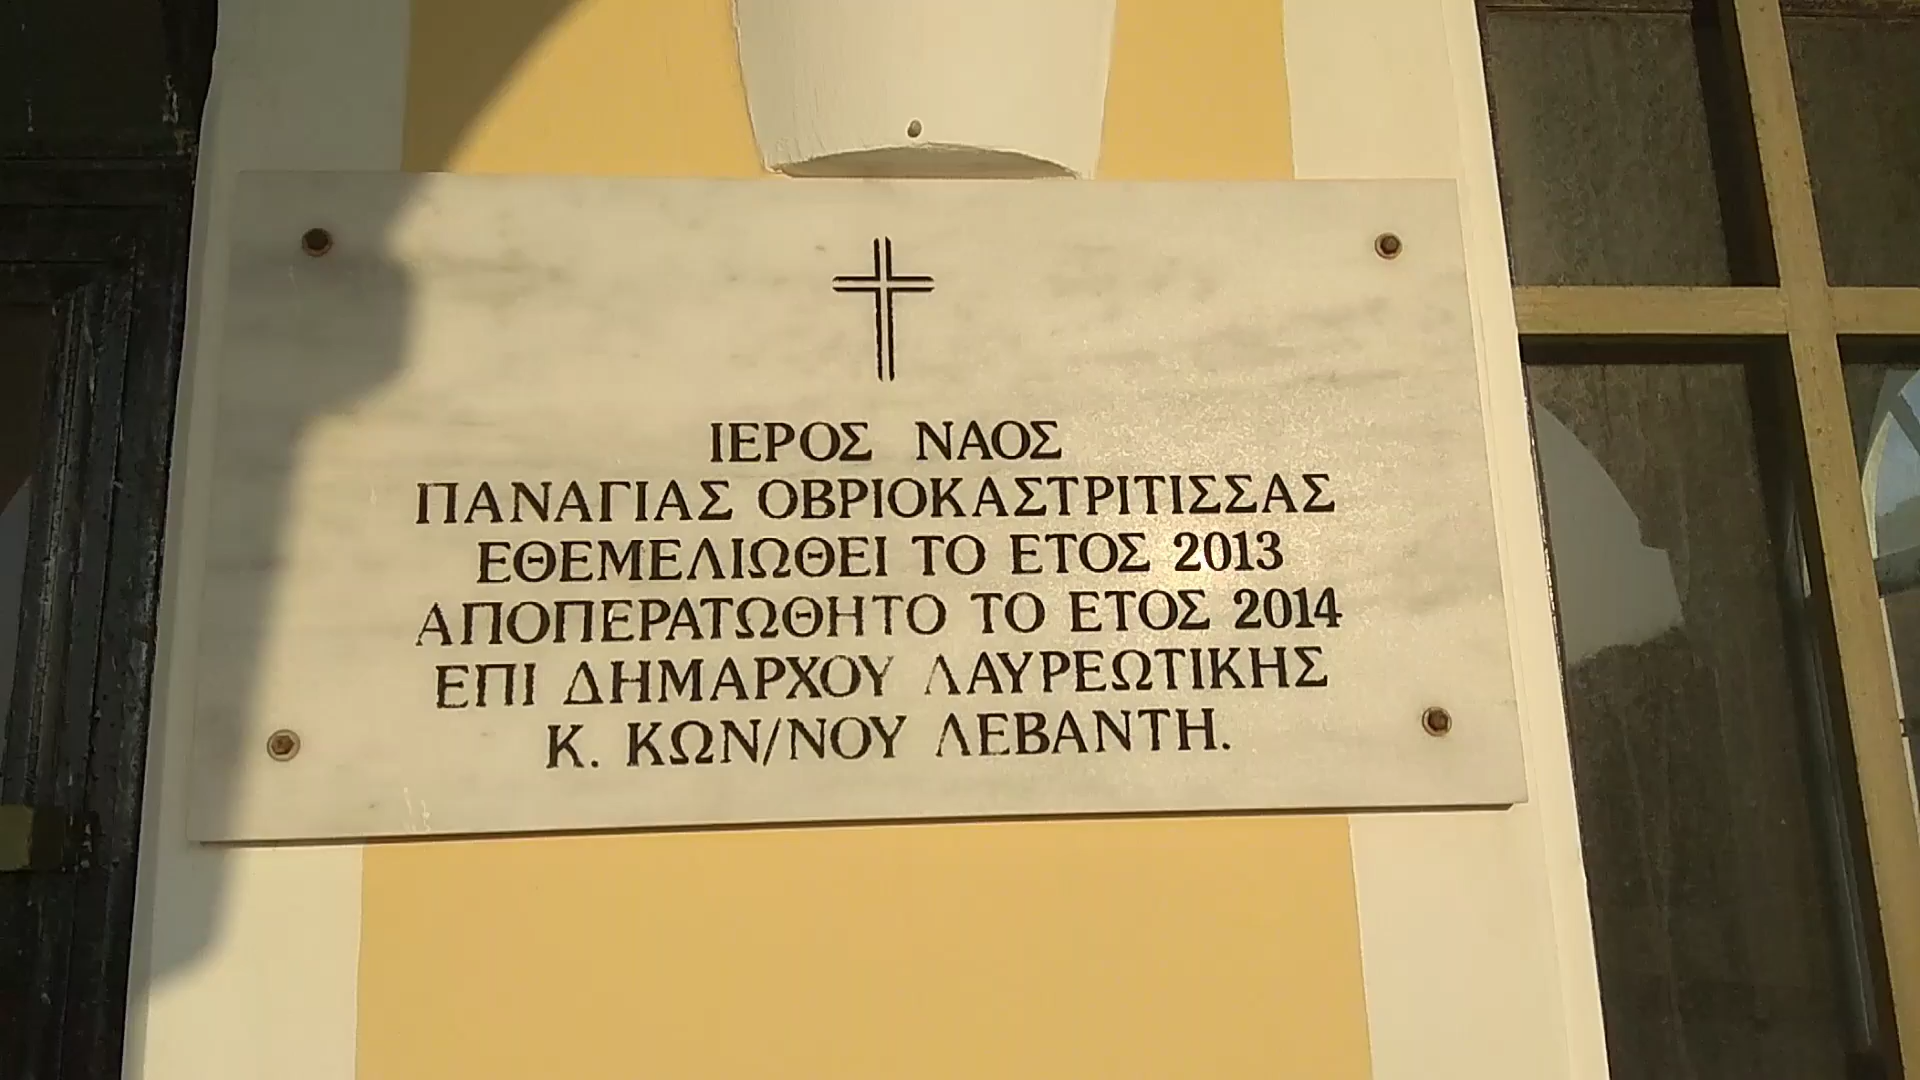 ΙΕΡΟΣ ΝΑΟΣ
ΠΑΝΑΓΙΑΣ ΟΒΡΙΟΚΑΣΤΡΙΤΙΣΣΑΣ
ΕΘΕΜΕΛΙΩΘΕΙ ΤΟ ΕΤΟΣ 2013
ΑΠΟΠΕΡΑΤΩΘΗΤΟ ΤΟ ΕΤΟΣ 2014
ΕΠΙ ΔΗΜΑΡΧΟΥ ΛΑΥΡΕΩΤΙΚΗΣ
Κ. ΚΩΝ/ΝΟΥ ΛΕΒΑΝΤΗ.